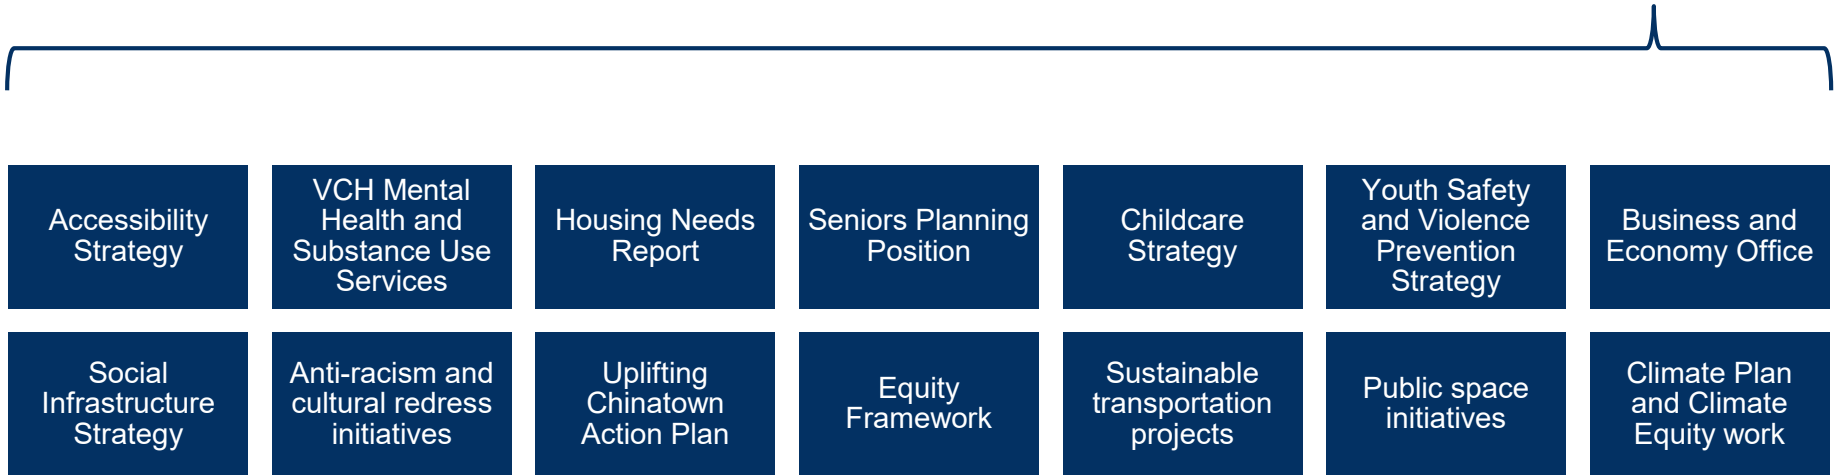 Accessibility
Strategy
VCH Mental
Health and
Substance Use
Services
Housing Needs
Report
Seniors Planning
Position
Childcare
Strategy
Youth Safety
and Violence
Prevention
Strategy
Business and
Economy Office
Social
Infrastructure
Strategy
Anti-racism and
cultural redress
initiatives
Uplifting
Chinatown
Action Plan
Equity
Framework
Sustainable
transportation
projects
Public space
initiatives
Climate Plan
and Climate
Equity work